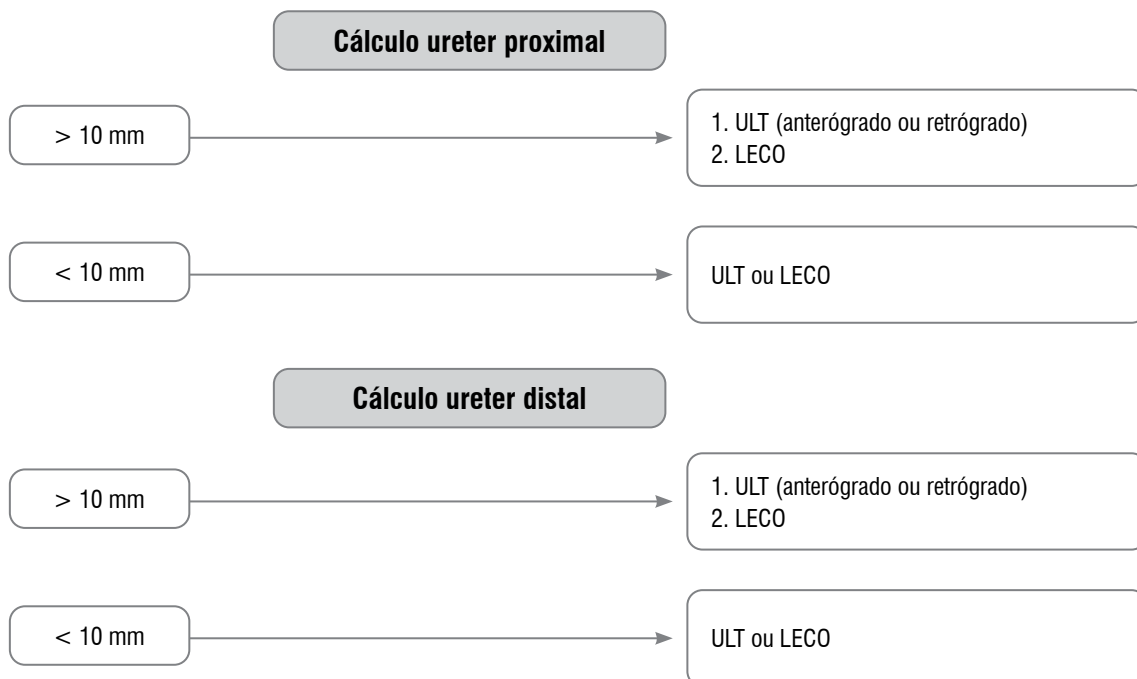 Cálculo ureter proximal
> 10 mm
1. ULT (anterógrado ou retrógrado)
2. LECO
< 10 mm
ULT ou LECO
Cálculo ureter distal
> 10 mm
1. ULT (anterógrado ou retrógrado)
2. LECO
< 10 mm
ULT ou LECO